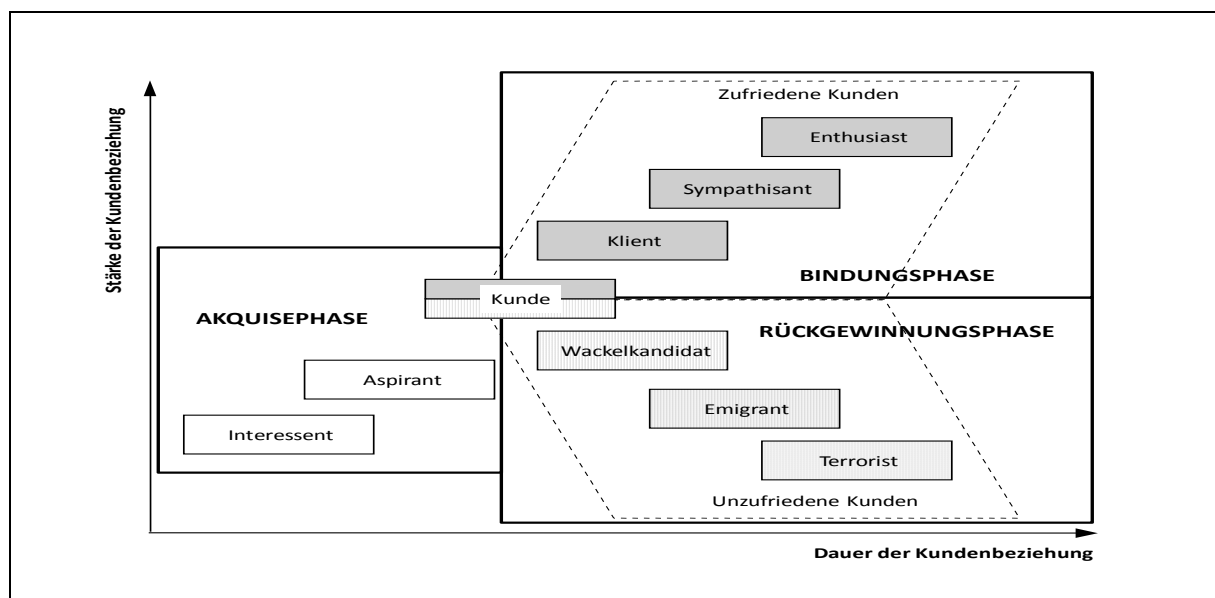 Stärke der Kundenbeziehung
Zufriedene Kunden
Enthusiast
Sympathisant
Klient
BINDUNGSPHASE
Kunde
AKQUISEPHASE
RÜCKGEWINNUNGSPHASE
Wackelkandidat
Aspirant
Emigrant
Interessent
Terrorist
Unzufriedene Kunden
Dauer der Kundenbeziehung